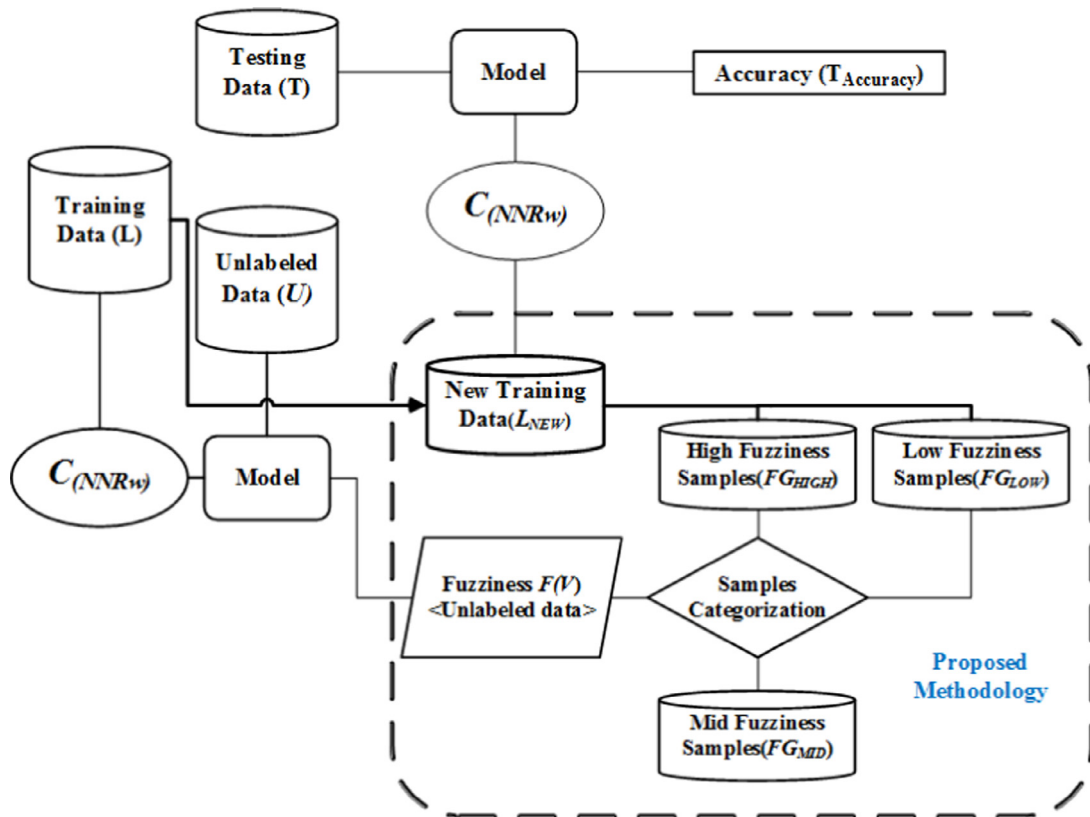 Testing
Data (T)
Model
Accuracy (TAccuracy)
Training
Data (L)
Unlabeled
Data (U)
C(NNRw)
New Training
Data(LNEW)
High Fuzziness
Samples(FGHIGH)
Low Fuzziness
Samples(FGLOW)
C(NNRw)
Model
Fuzziness F(V)
<Unlabeled data>
Samples
Categorization
Proposed
Methodology
Mid Fuzziness
Samples(FGMID)